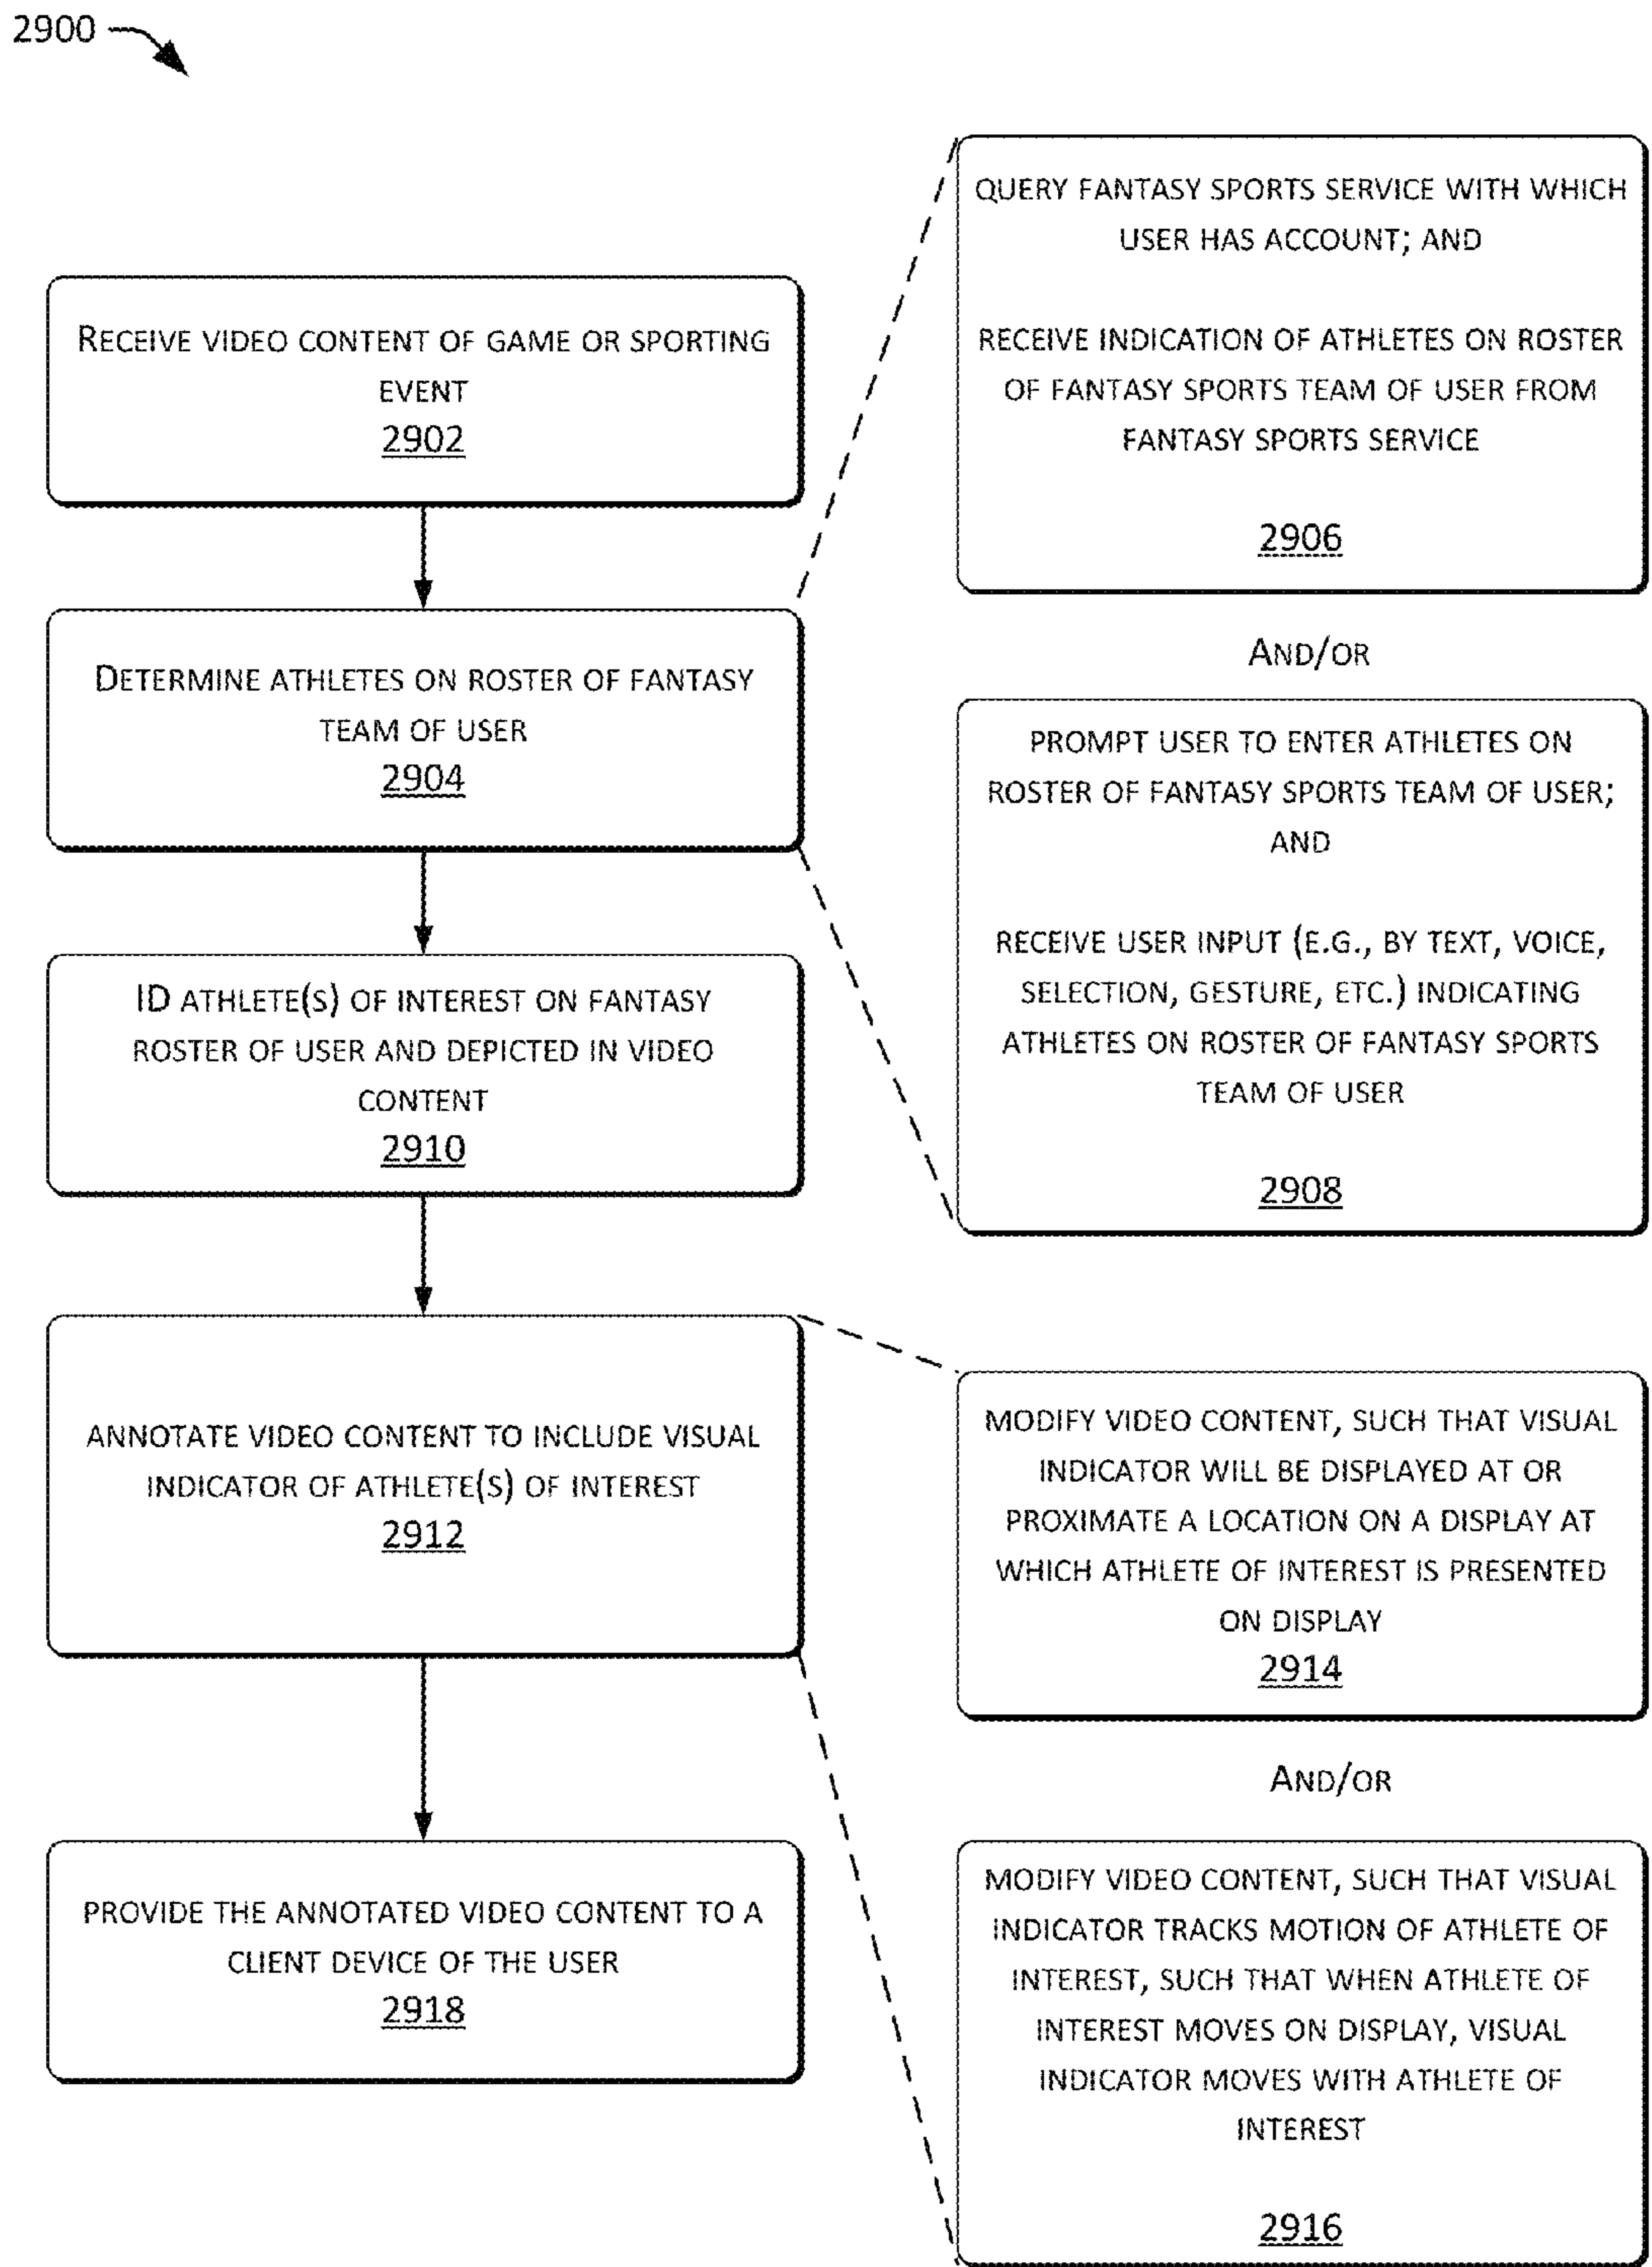 2900
RECEIVE VIDEO CONTENT OF GAME OR SPORTING
EVENT
2902
DETERMINE ATHLETES ON ROSTER OF FANTASY
TEAM OF USER
2904
QUERY FANTASY SPORTS SERVICE WITH WHICH
USER HAS ACCOUNT; AND
RECEIVE INDICATION OF ATHLETES ON ROSTER
OF FANTASY SPORTS TEAM OF USER FROM
FANTASY SPORTS SERVICE
2906
AND/OR
PROMPT USER TO ENTER ATHLETES ON
ROSTER OF FANTASY SPORTS TEAM OF USER;
AND
RECEIVE USER INPUT (E.G., BY TEXT, VOICE,
SELECTION, GESTURE, ETC.) INDICATING
ATHLETES ON ROSTER OF FANTASY SPORTS
TEAM OF USER
2908
ID ATHLETE(S) OF INTEREST ON FANTASY
ROSTER OF USER AND DEPICTED IN VIDEO
CONTENT
2910
ANNOTATE VIDEO CONTENT TO INCLUDE VISUAL
INDICATOR OF ATHLETE(S) OF INTEREST
2912
MODIFY VIDEO CONTENT, SUCH THAT VISUAL
INDICATOR WILL BE DISPLAYED AT OR
PROXIMATE A LOCATION ON A DISPLAY AT
WHICH ATHLETE OF INTEREST IS PRESENTED
ON DISPLAY
2914
AND/OR
MODIFY VIDEO CONTENT, SUCH THAT VISUAL
INDICATOR TRACKS MOTION OF ATHLETE OF
INTEREST, SUCH THAT WHEN ATHLETE OF
INTEREST MOVES ON DISPLAY, VISUAL
INDICATOR MOVES WITH ATHLETE OF
INTEREST
2916
PROVIDE THE ANNOTATED VIDEO CONTENT TO A
CLIENT DEVICE OF THE USER
2918